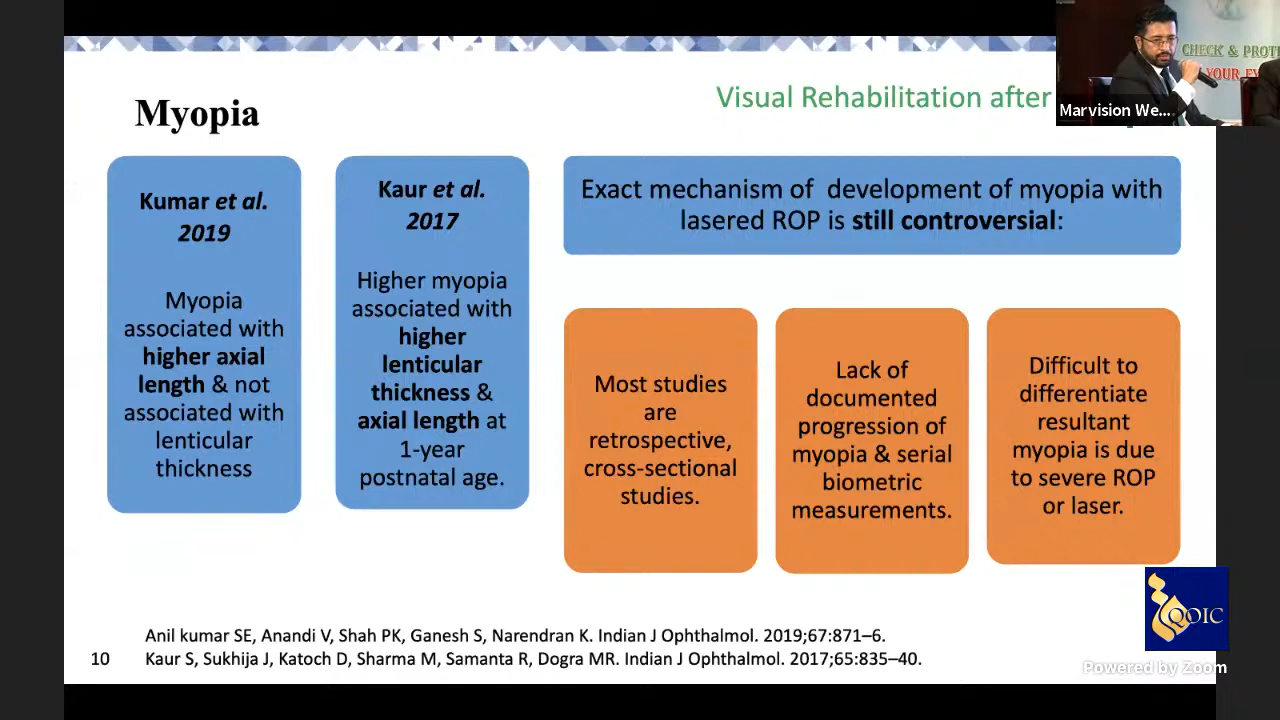 Myopia
Visual Rehabilitation after
CHECK & PROT
YOUR EY
Marvision We...
Kumar et al.
2019
Myopia
associated with
higher axial
length & not
associated with
lenticular
thickness
Kaur et al.
2017
Higher myopia
associated with
higher
lenticular
thickness &
axial length at
1-year
postnatal age.
Exact mechanism of  development of myopia with
lasered ROP is still controversial:
Most studies
are
retrospective,
cross-sectional
studies.
Lack of
documented
progression of
myopia & serial
biometric
measurements.
Difficult to
differentiate
resultant
myopia is due
to severe ROP
or laser.
Anil kumar SE, Anandi V, Shah PK, Ganesh S, Narendran K. Indian J Ophthalmol. 2019;67:871–6.
10 Kaur S, Sukhija J, Katoch D, Sharma M, Samanta R, Dogra MR. Indian J Ophthalmol. 2017;65:835–40.
QOIC
Powered by Zoom